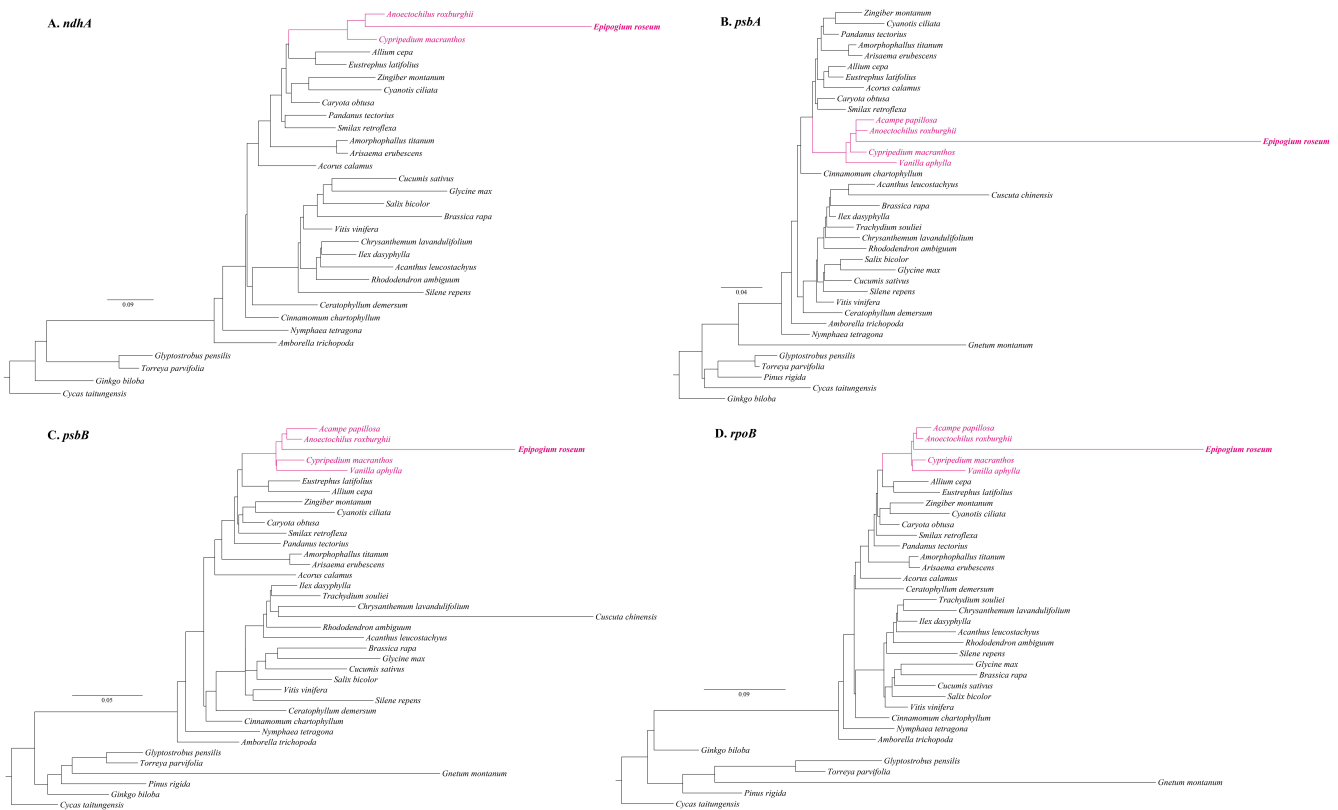 A. ndhA
Anoectochilus roxburghii
Epipogium roseum
Cypripedium macranthos
Allium cepa
Eustrephus latifolius
Zingiber montanum
Cyanotis ciliata
Caryota obtusa
Pandanus tectorius
Smilax retroflexa
Amorphophallus titanum
Arisaema erubescens
Acorus calamus
Cucumis sativus
Glycine max
Salix bicolor
Brassica rapa
Vitis vinifera
Chrysanthemum lavandulifolium
Ilex dasyphylla
Acanthus leucostachyus
Rhododendron ambiguum
Silene repens
0.09
Ceratophyllum demersum
Cinnamomum chartophyllum
Nymphaea tetragona
Amborella trichopoda
Glyptostrobus pensilis
Torreya parvifolia
Ginkgo biloba
Cycas taitungensis
B. psbA
Zingiber montanum
Cyanotis ciliata
Pandanus tectorius
Amorphophallus titanum
Arisaema erubescens
Allium cepa
Eustrephus latifolius
Acorus calamus
Caryota obtusa
Smilax retroflexa
Acampe papillosa
Anoectochilus roxburghii
Epipogium roseum
Cypripedium macranthos
Vanilla aphylla
Cinnamomum chartophyllum
Acanthus leucostachyus
Cuscuta chinensis
Brassica rapa
Ilex dasyphylla
Trachydium souliei
Chrysanthemum lavandulifolium
Rhododendron ambiguum
Salix bicolor
Glycine max
Cucumis sativus
0.04
Silene repens
Vitis vinifera
Ceratophyllum demersum
Amborella trichopoda
Nymphaea tetragona
Gnetum montanum
Glyptostrobus pensilis
Torreya parvifolia
Pinus rigida
Cycas taitungensis
Ginkgo biloba
C. psbB
Acampe papillosa
Anoectochilus roxburghii
Epipogium roseum
Cypripedium macranthos
Vanilla aphylla
Eustrephus latifolius
Allium cepa
Zingiber montanum
Cyanotis ciliata
Caryota obtusa
Smilax retroflexa
Pandanus tectorius
Amorphophallus titanum
Arisaema erubescens
Acorus calamus
Ilex dasyphylla
Trachydium souliei
Chrysanthemum lavandulifolium
Cuscuta chinensis
Rhododendron ambiguum
Acanthus leucostachyus
Brassica rapa
Glycine max
Cucumis sativus
Salix bicolor
Vitis vinifera
0.05
Silene repens
Ceratophyllum demersum
Cinnamomum chartophyllum
Nymphaea tetragona
Amborella trichopoda
Glyptostrobus pensilis
Torreya parvifolia
Gnetum montanum
Pinus rigida
Ginkgo biloba
Cycas taitungensis
D. rpoB
Acampe papillosa
Anoectochilus roxburghii
Epipogium roseum
Cypripedium macranthos
Vanilla aphylla
Allium cepa
Eustrephus latifolius
Zingiber montanum
Cyanotis ciliata
Caryota obtusa
Smilax retroflexa
Pandanus tectorius
Amorphophallus titanum
Arisaema erubescens
Acorus calamus
Ceratophyllum demersum
Trachydium souliei
Chrysanthemum lavandulifolium
Ilex dasyphylla
Acanthus leucostachyus
Rhododendron ambiguum
Silene repens
Glycine max
Brassica rapa
Cucumis sativus
0.09
Salix bicolor
Vitis vinifera
Cinnamomum chartophyllum
Nymphaea tetragona
Amborella trichopoda
Ginkgo biloba
Glyptostrobus pensilis
Torreya parvifolia
Gnetum montanum
Pinus rigida
Cycas taitungensis